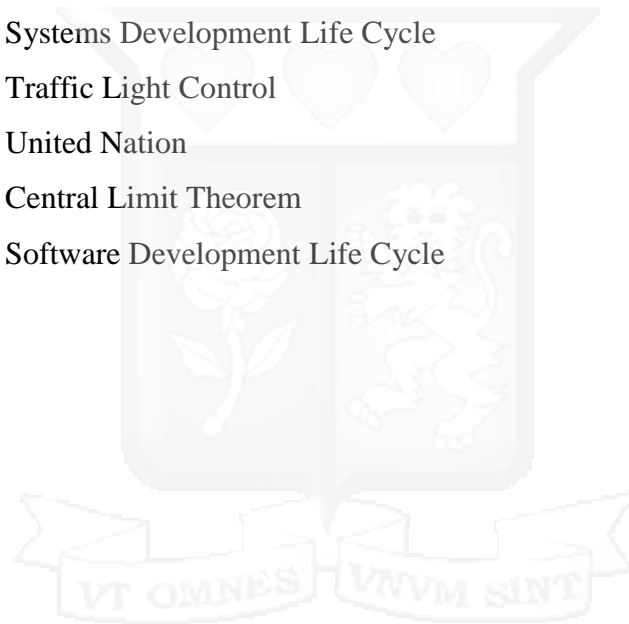 Systems Development Life Cycle
Traffic Light Control
United Nation
Central Limit Theorem
Software Development Life Cycle
VT OMNES VNVM SINT